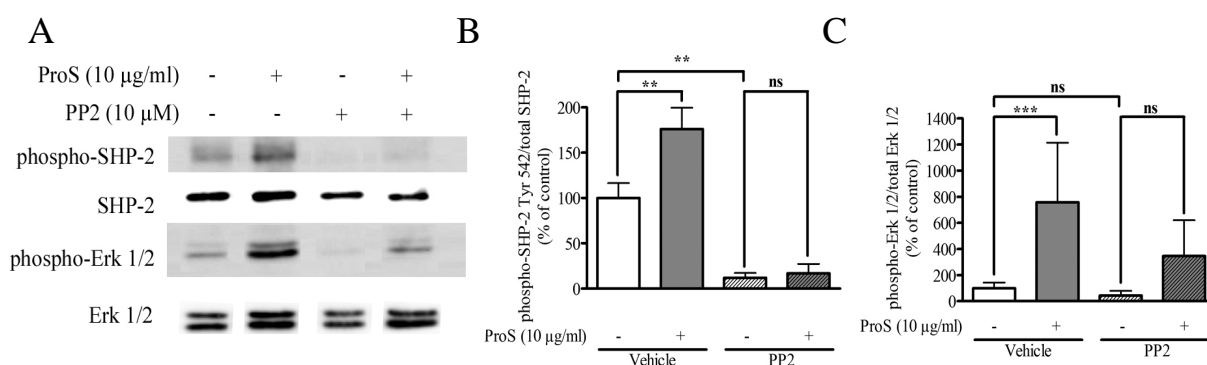 A
ProS (10 µg/ml) - + - +
PP2 (10 µM) - - + +
phospho-SHP-2
SHP-2
phospho-Erk 1/2
Erk 1/2
B
phospho-SHP-2 Tyr 542/total SHP-2
(% of control)
**
**
ns
200
150
100
50
0
ProS (10 µg/ml) - + - +
Vehicle PP2
C
phospho-Erk 1/2/total Erk 1/2
(% of control)
ns
***
ns
1400
1200
1000
800
600
400
200
0
ProS (10 µg/ml) - + - +
Vehicle PP2